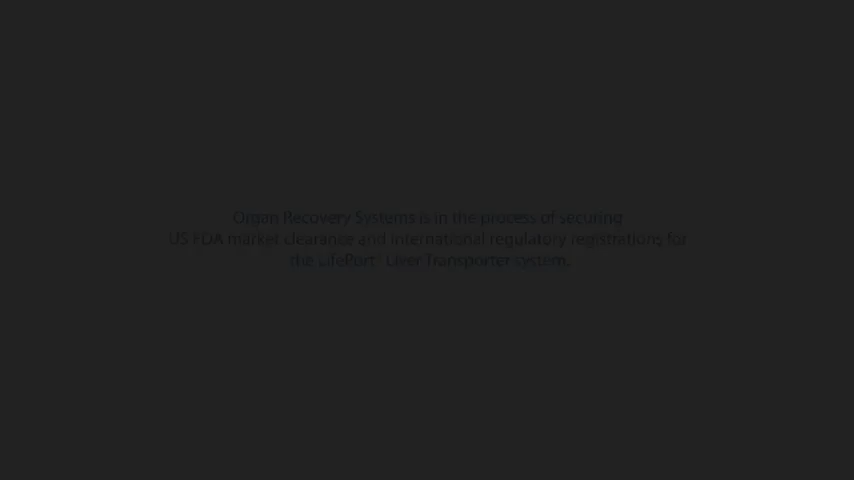 Organ Recovery Systems is in the process of securing
US FDA market clearance and international regulatory registrations for
the LifePort® Liver Transporter system.